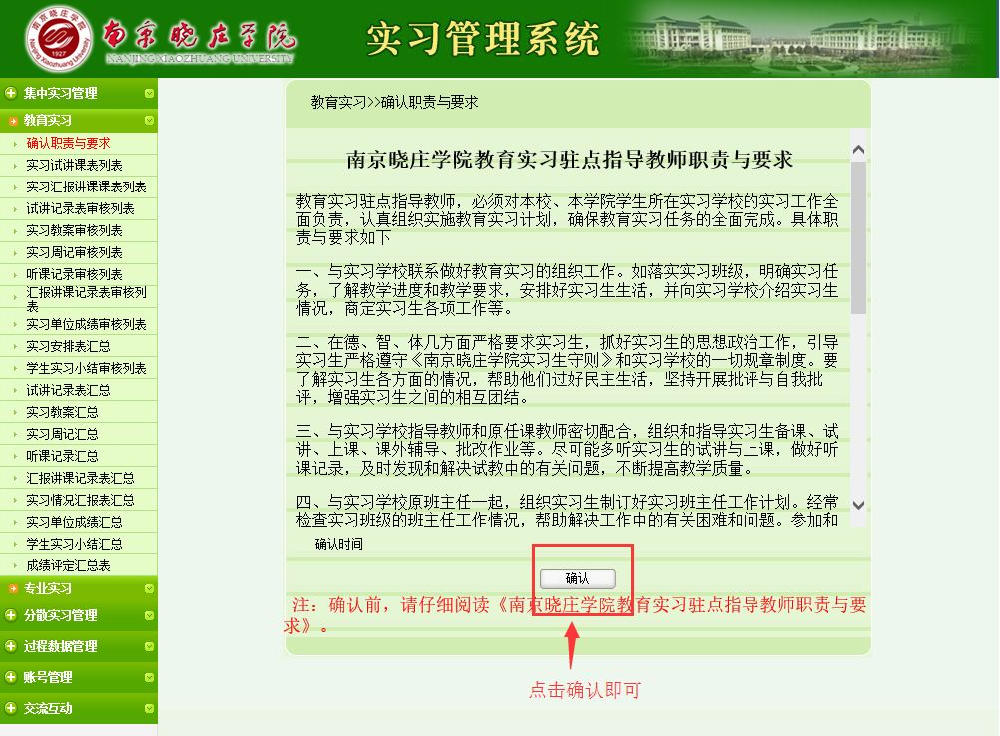 南京晓庄学院
NANJING XIAOZHUANG UNIVERSITY
1927
实习管理系统
集中实习管理
教育实习
确认职责与要求
实习试讲课表列表
实习汇报讲课课表列表
试讲记录表审核列表
实习教案审核列表
实习周记审核列表
听课记录审核列表
汇报讲课记录表审核列
表
实习单位成绩审核列表
实习安排表汇总
学生实习小结审核列表
试讲记录表汇总
实习教案汇总
实习周记汇总
听课记录汇总
汇报讲课记录表汇总
实习情况汇报表汇总
实习单位成绩汇总
学生实习小结汇总
成绩评定汇总表
专业实习
分散实习管理
过程数据管理
账号管理
交流互动
教育实习>>确认职责与要求
南京晓庄学院教育实习驻点指导教师职责与要求
教育实习驻点指导教师，必须对本校、本学院学生所在实习学校的实习工作全
面负责，认真组织实施教育实习计划，确保教育实习任务的全面完成。具体职
责与要求如下
一、与实习学校联系做好教育实习的组织工作。如落实实习班级，明确实习任
务，了解教学进度和教学要求，安排好实习生生活，并向实习学校介绍实习生
情况，商定实习生各项工作等。
二、在德、智、体几方面严格要求实习生，抓好实习生的思想政治工作，引导
实习生严格遵守《南京晓庄学院实习生守则》和实习学校的一切规章制度。要
了解实习生各方面的情况，帮助他们过好民主生活，坚持开展批评与自我批
评，增强实习生之间的相互团结。
三、与实习学校指导教师和原任课教师密切配合，组织和指导实习生备课、试
讲、上课、课外辅导、批改作业等。尽可能多听实习生的试讲与上课，做好听
课记录，及时发现和解决试教中的有关问题，不断提高教学质量。
四、与实习学校原班主任一起，组织实习生制订好实习班主任工作计划。经常
检查实习班级的班主任工作情况，帮助解决工作中的有关困难和问题。参加和
确认时间
确认
注：确认前，请仔细阅读《南京晓庄学院教育实习驻点指导教师职责与要
求》。
点击确认即可